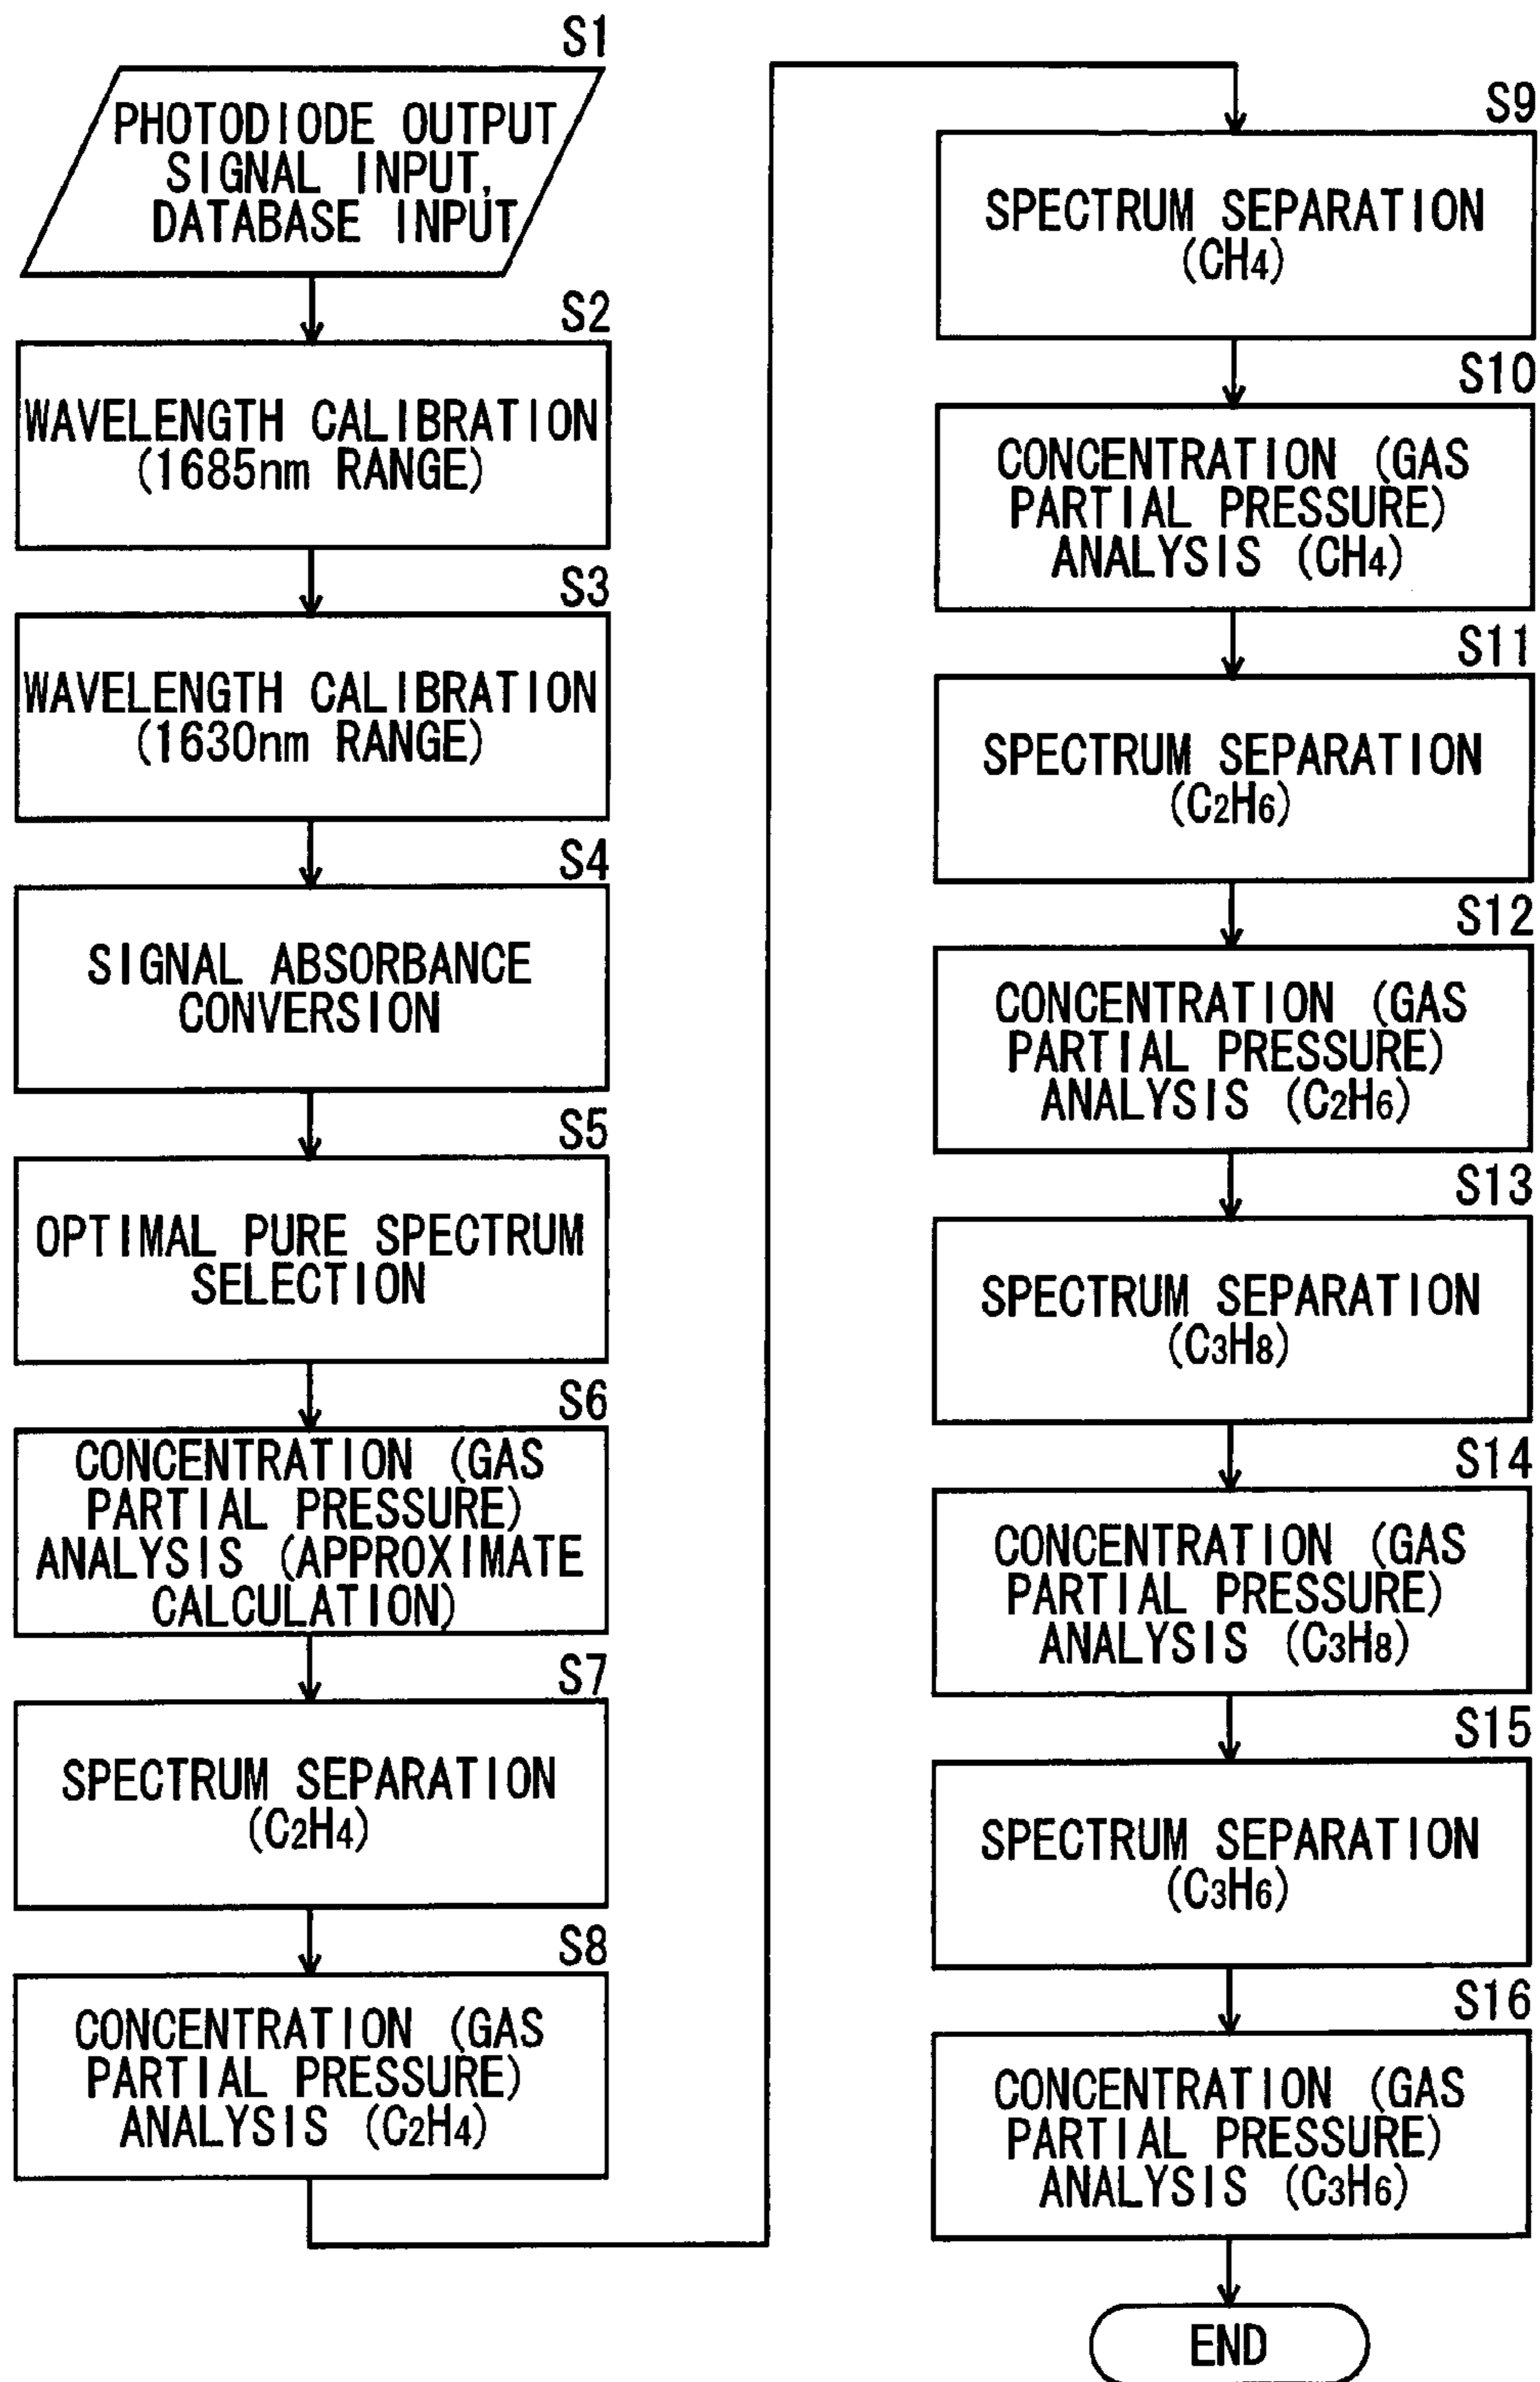 S1
PHOTODIODE OUTPUT
SIGNAL INPUT,
DATABASE INPUT
S2
WAVELENGTH CALIBRATION
(1685nm RANGE)
S3
WAVELENGTH CALIBRATION
(1630nm RANGE)
S4
SIGNAL ABSORBANCE
CONVERSION
S5
OPTIMAL PURE SPECTRUM
SELECTION
S6
CONCENTRATION (GAS
PARTIAL PRESSURE)
ANALYSIS (APPROXIMATE
CALCULATION)
S7
SPECTRUM SEPARATION
(C2H4)
S8
CONCENTRATION (GAS
PARTIAL PRESSURE)
ANALYSIS (C2H4)
S9
SPECTRUM SEPARATION
(CH4)
S10
CONCENTRATION (GAS
PARTIAL PRESSURE)
ANALYSIS (CH4)
S11
SPECTRUM SEPARATION
(C2H6)
S12
CONCENTRATION (GAS
PARTIAL PRESSURE)
ANALYSIS (C2H6)
S13
SPECTRUM SEPARATION
(C3H8)
S14
CONCENTRATION (GAS
PARTIAL PRESSURE)
ANALYSIS (C3H8)
S15
SPECTRUM SEPARATION
(C3H6)
S16
CONCENTRATION (GAS
PARTIAL PRESSURE)
ANALYSIS (C3H6)
END